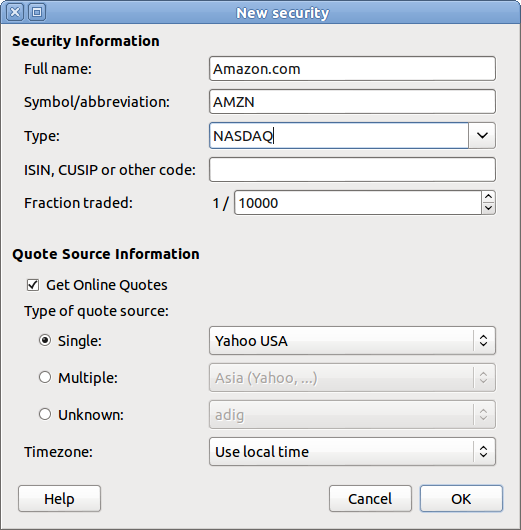 New security
Security Information
Full name: Amazon.com
Symbol/abbreviation: AMZN
Type: NASDAQ
ISIN, CUSIP or other code:
Fraction traded: 1 / 10000
Quote Source Information
Get Online Quotes
Type of quote source:
Single: Yahoo USA
Multiple: Asia (Yahoo, ...)
Unknown: adig
Timezone: Use local time
Help Cancel OK